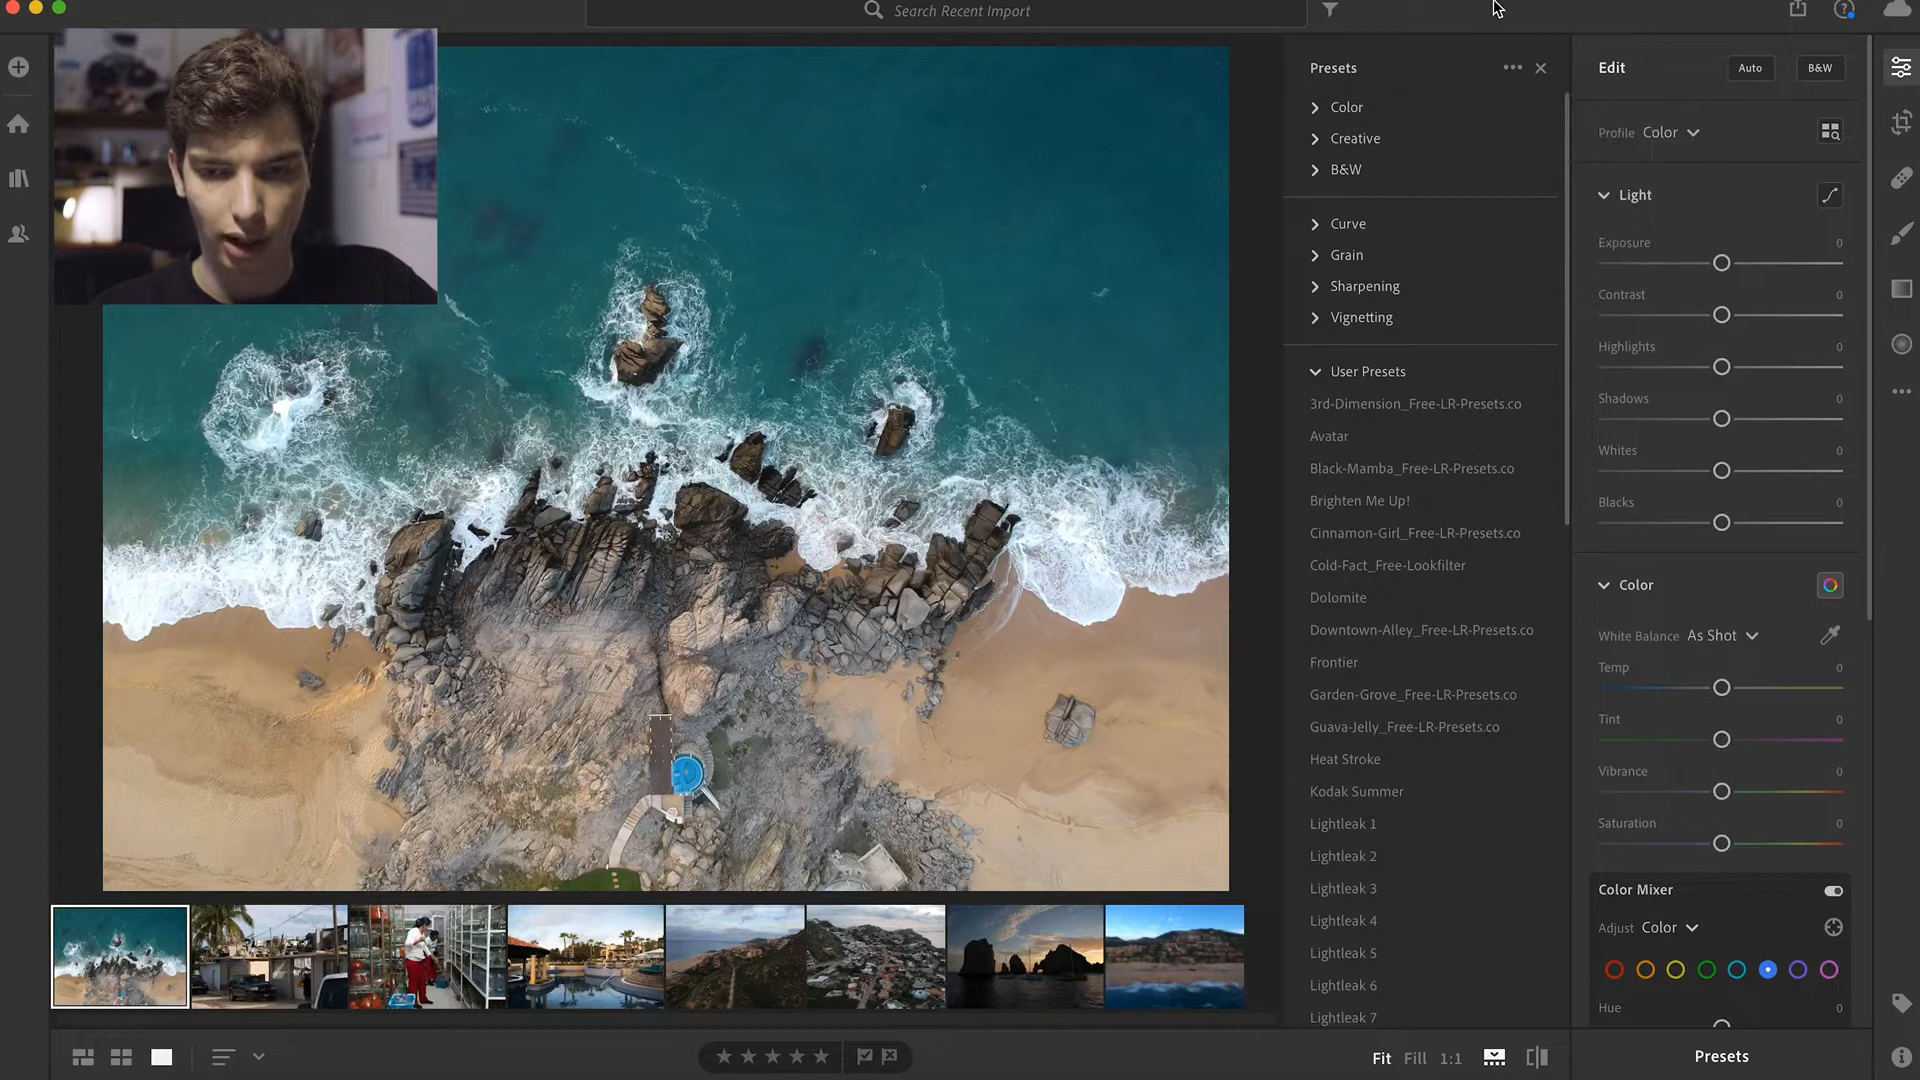 Search Recent Import
Presets
Color
Creative
B&W
Curve
Grain
Sharpening
Vignetting
User Presets
3rd-Dimension_Free-LR-Presets.co
Avatar
Black-Mamba_Free-LR-Presets.co
Brighten Me Up!
Cinnamon-Girl_Free-LR-Presets.co
Cold-Fact_Free-Lookfilter
Dolomite
Downtown-Alley_Free-LR-Presets.co
Frontier
Garden-Grove_Free-LR-Presets.co
Guava-Jelly_Free-LR-Presets.co
Heat Stroke
Kodak Summer
Lightleak 1
Lightleak 2
Lightleak 3
Lightleak 4
Lightleak 5
Lightleak 6
Lightleak 7
Edit Auto B&W
Profile Color
Light
Exposure 0
Contrast 0
Highlights 0
Shadows 0
Whites 0
Blacks 0
Color
White Balance As Shot
Temp 0
Tint 0
Vibrance 0
Saturation 0
Color Mixer
Adjust Color
Hue 0
Fit Fill 1:1
Presets